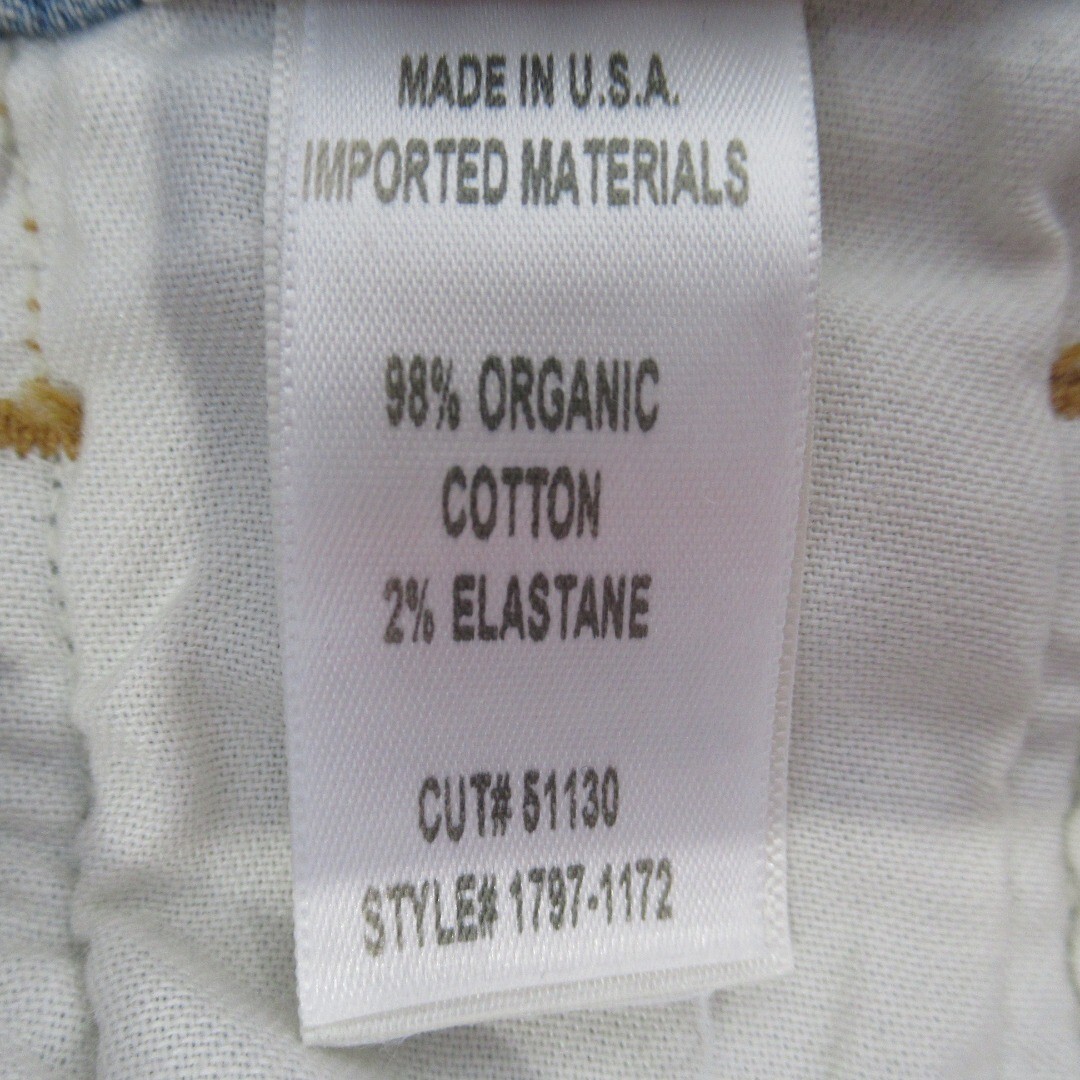 MADE IN U.S.A.
IMPORTED MATERIALS
98% ORGANIC
COTTON
2% ELASTANE
CUT# 51130
STYLE# 1797-1172